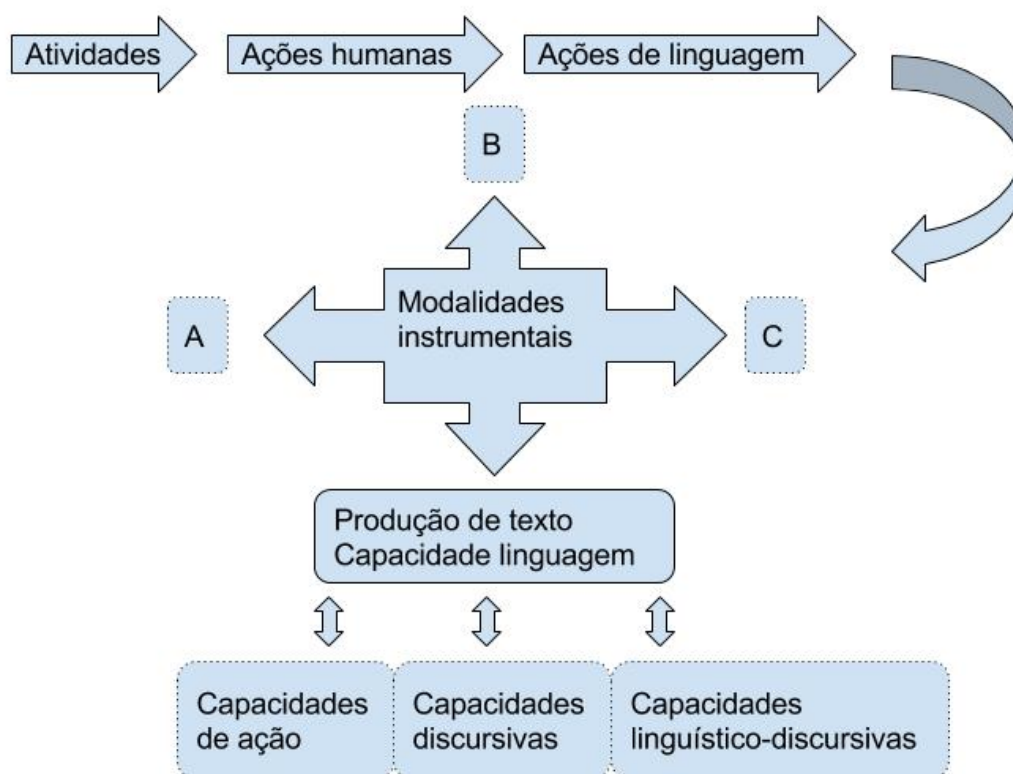 Atividades
Ações humanas
Ações de linguagem
B
Modalidades
instrumentais
A
C
Produção de texto
Capacidade linguagem
Capacidades
de ação
Capacidades
discursivas
Capacidades
linguístico-discursivas